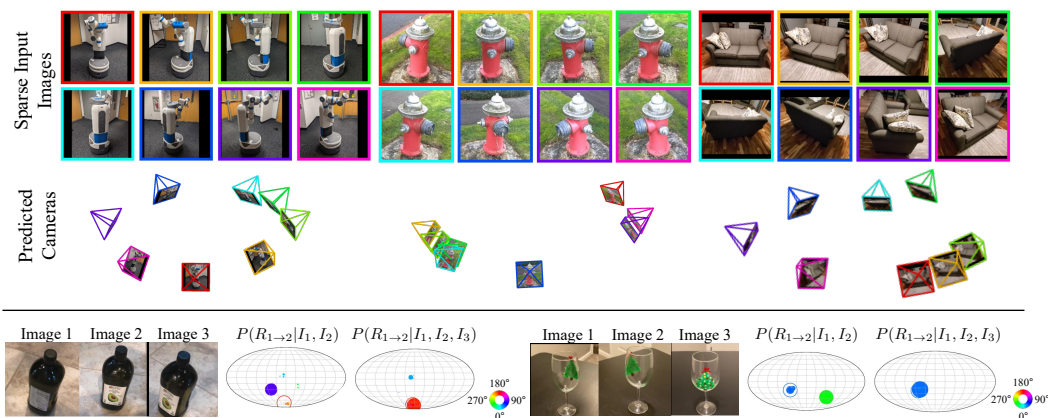 Sparse Input
Images
Predicted
Cameras
Image 1 Image 2 Image 3 P(R₁→₂|I₁, I₂) P(R₁→₂|I₁, I₂, I₃)
180°
270° 90°
0°
Image 1 Image 2 Image 3 P(R₁→₂|I₁, I₂) P(R₁→₂|I₁, I₂, I₃)
180°
270° 90°
0°